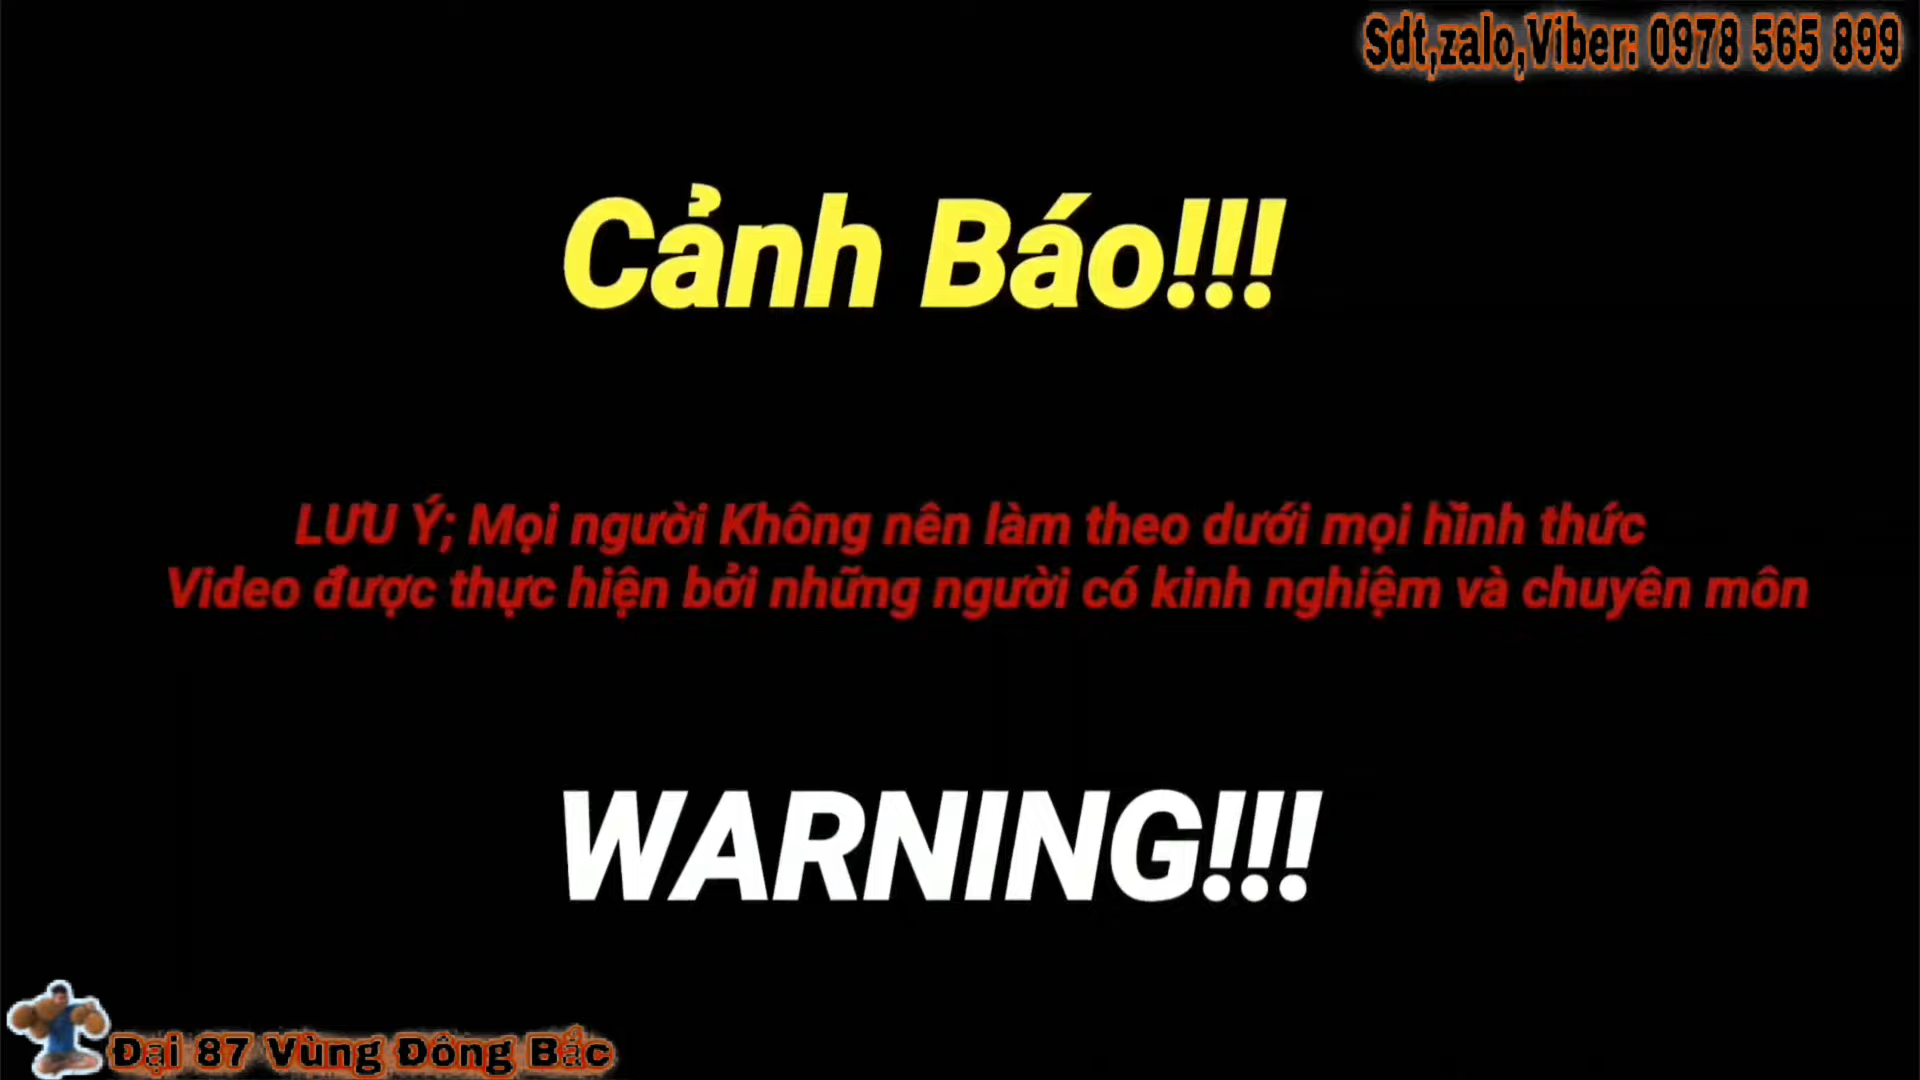 Sdt,zalo,Viber: 0978 565 899
Cảnh Báo!!!
LƯU Ý; Mọi người Không nên làm theo dưới mọi hình thức
Video được thực hiện bởi những người có kinh nghiệm và chuyên môn
WARNING!!!
Đại 87 Vùng Đông Bắc